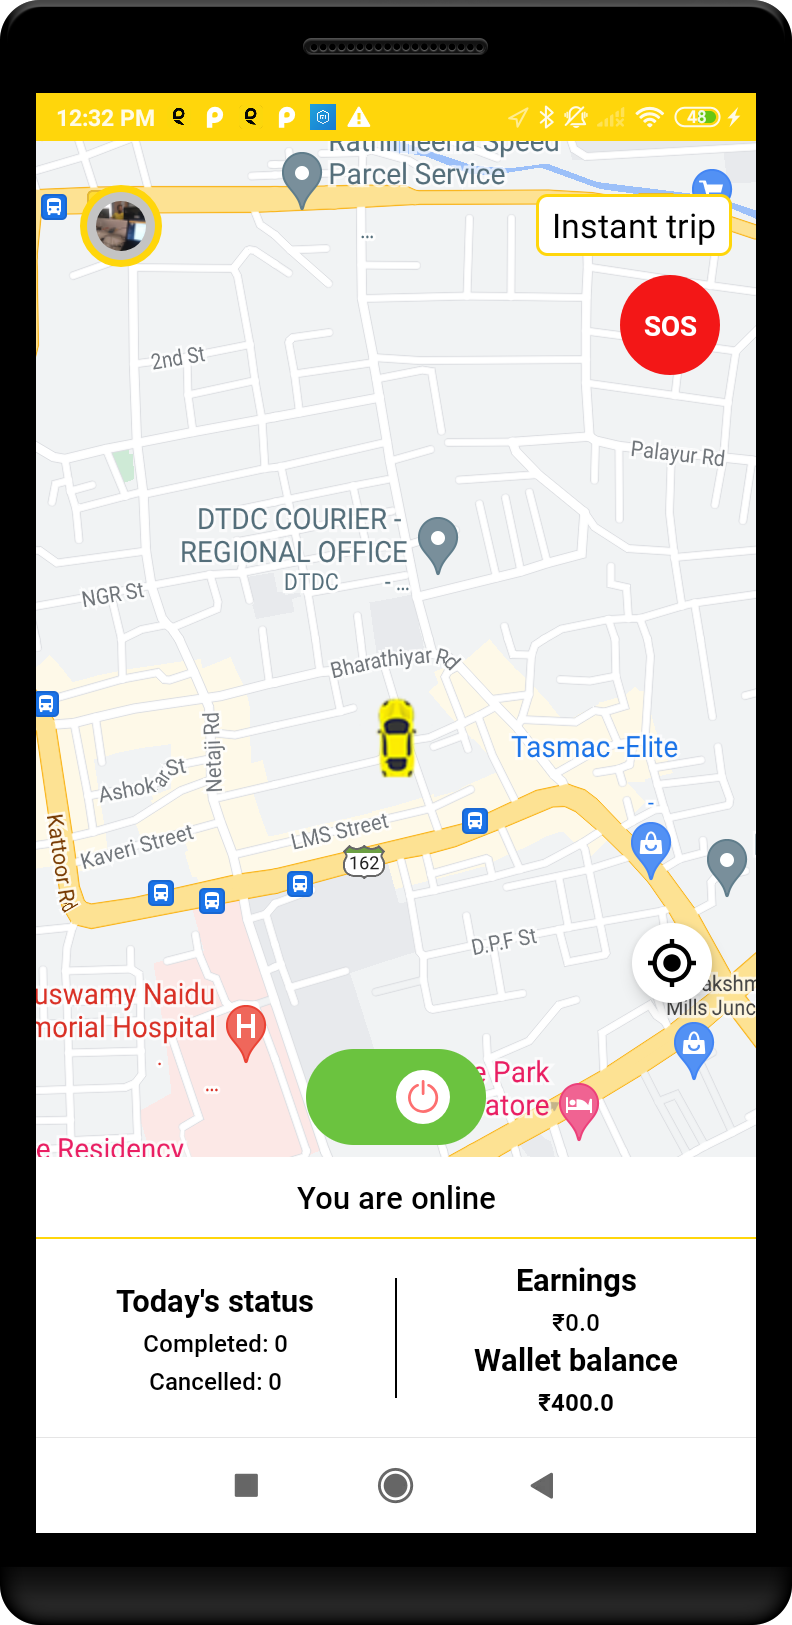 12:32 PM
48
Rathimeena Speed
Parcel Service
...
Instant trip
SOS
2nd St
Palayur Rd
DTDC COURIER -
REGIONAL OFFICE
DTDC - ...
NGR St
Bharathiyar Rd
Netaji Rd
Tasmac -Elite
-
Ashokar St
Kattoor Rd
Kaveri Street
LMS Street
162
D.P.F St
akshm
Mills Junc
uswamy Naidu
morial Hospital
H
...
e Park
atore
e Residency
You are online
Today's status
Completed: 0
Cancelled: 0
Earnings
₹0.0
Wallet balance
₹400.0